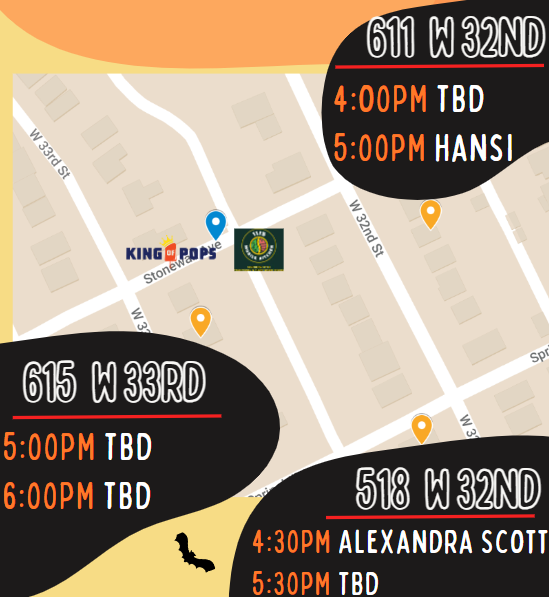 611 W 32ND
4:00PM TBD
5:00PM HANSI
W 33rd St
W 32nd St
KING OF POPS
615 W 33RD
5:00PM TBD
6:00PM TBD
518 W 32ND
4:30PM ALEXANDRA SCOTT
5:30PM TBD